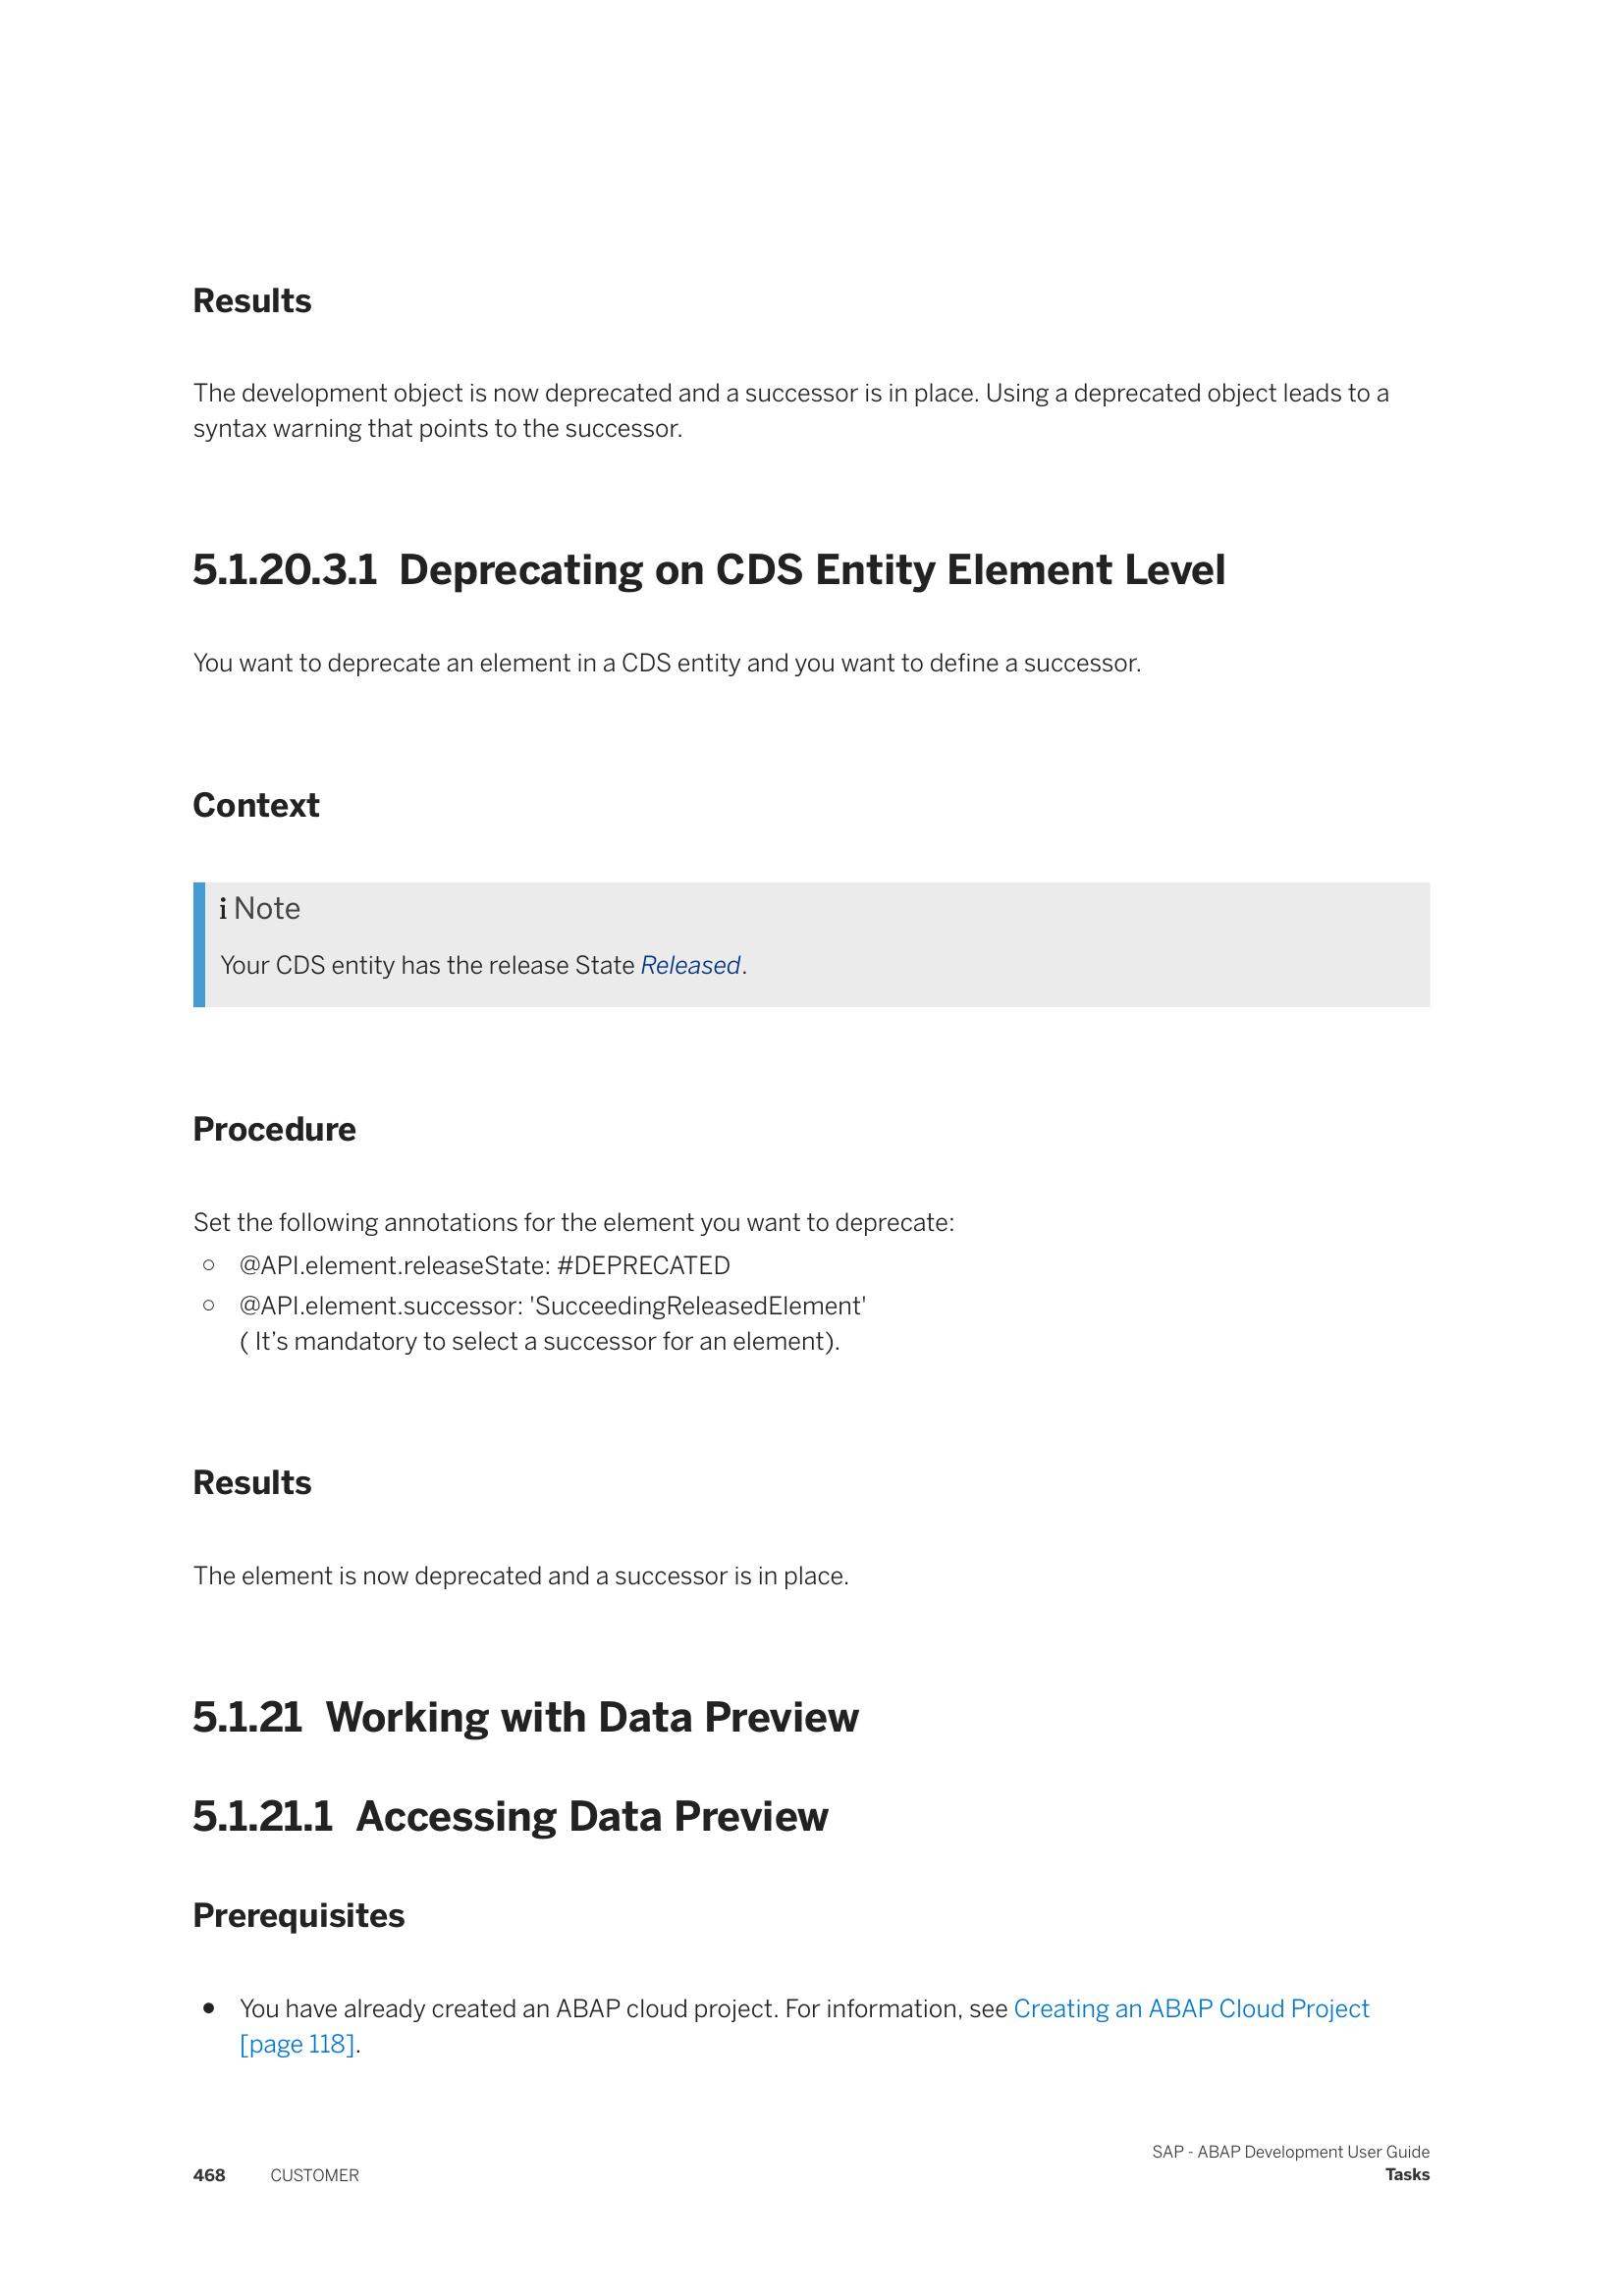 Results
The development object is now deprecated and a successor is in place. Using a deprecated object leads to a
syntax warning that points to the successor.
5.1.20.3.1 Deprecating on CDS Entity Element Level
You want to deprecate an element in a CDS entity and you want to define a successor.
Context
i Note
Your CDS entity has the release State Released.
Procedure
Set the following annotations for the element you want to deprecate:
○ @API.element.releaseState: #DEPRECATED
○ @API.element.successor: 'SucceedingReleasedElement'
( It’s mandatory to select a successor for an element).
Results
The element is now deprecated and a successor is in place.
5.1.21 Working with Data Preview
5.1.21.1 Accessing Data Preview
Prerequisites
● You have already created an ABAP cloud project. For information, see Creating an ABAP Cloud Project
[page 118].
SAP - ABAP Development User Guide
468 CUSTOMER Tasks